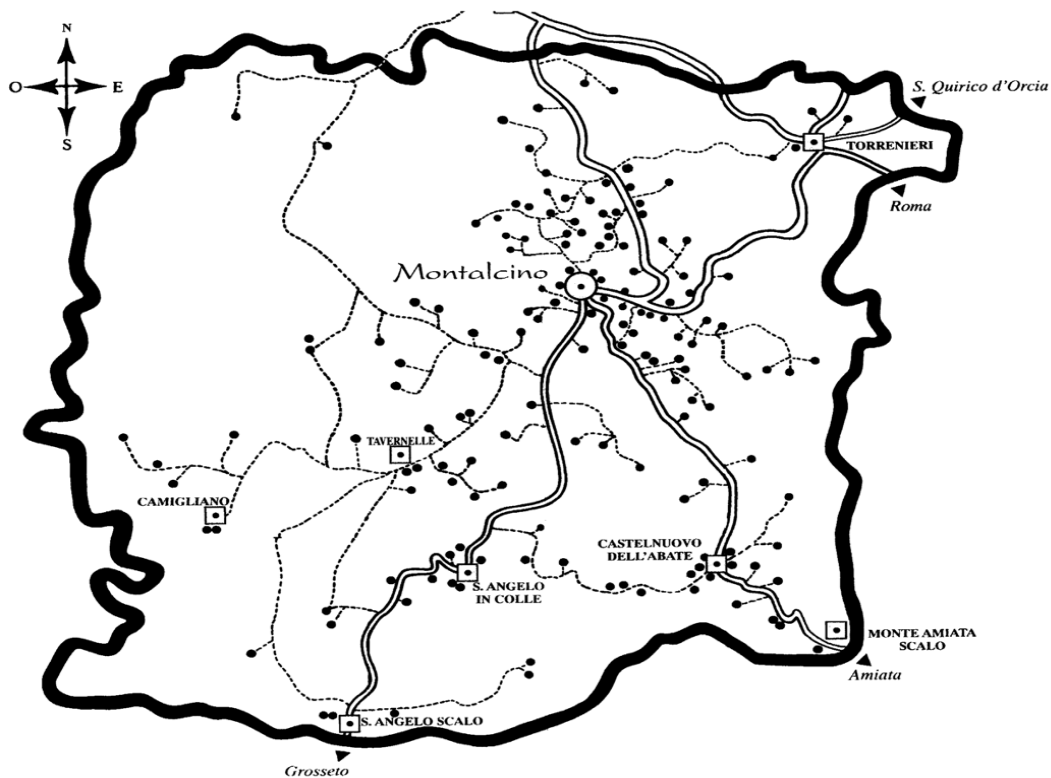 N
O E
S
S. Quirico d'Orcia
TORRENIERI
Roma
Montalcino
TAVERNELLE
CAMIGLIANO
CASTELNUOVO
DELL'ABATE
S. ANGELO
IN COLLE
MONTE AMIATA
SCALO
Amiata
S. ANGELO SCALO
Grosseto